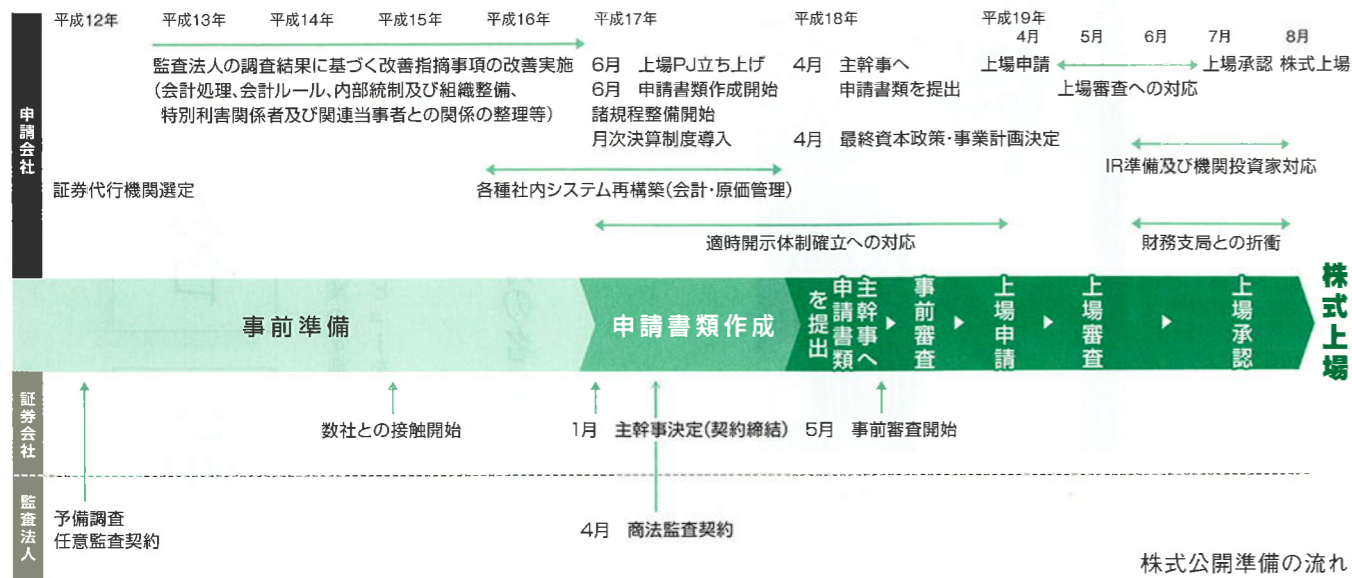 平成12年
平成13年
平成14年
平成15年
平成16年
平成17年
平成18年
平成19年
4月
5月
6月
7月
8月
申請会社
監査法人の調査結果に基づく改善指摘事項の改善実施
(会計処理、会計ルール、内部統制及び組織整備、
特別利害関係者及び関連当事者との関係の整理等)
6月 上場PJ立ち上げ
6月 申請書類作成開始
諸規程整備開始
月次決算制度導入
4月 主幹事へ
申請書類を提出
4月 最終資本政策・事業計画決定
上場申請
上場審査への対応
上場承認
株式上場
IR準備及び機関投資家対応
証券代行機関選定
各種社内システム再構築(会計・原価管理)
適時開示体制確立への対応
財務支局との折衝
事前準備
申請書類作成
主幹事へ
申請書類
を提出
事前審査
上場申請
上場審査
上場承認
株式上場
証券会社
数社との接触開始
1月 主幹事決定(契約締結)
5月 事前審査開始
監査法人
予備調査
任意監査契約
4月 商法監査契約
株式公開準備の流れ